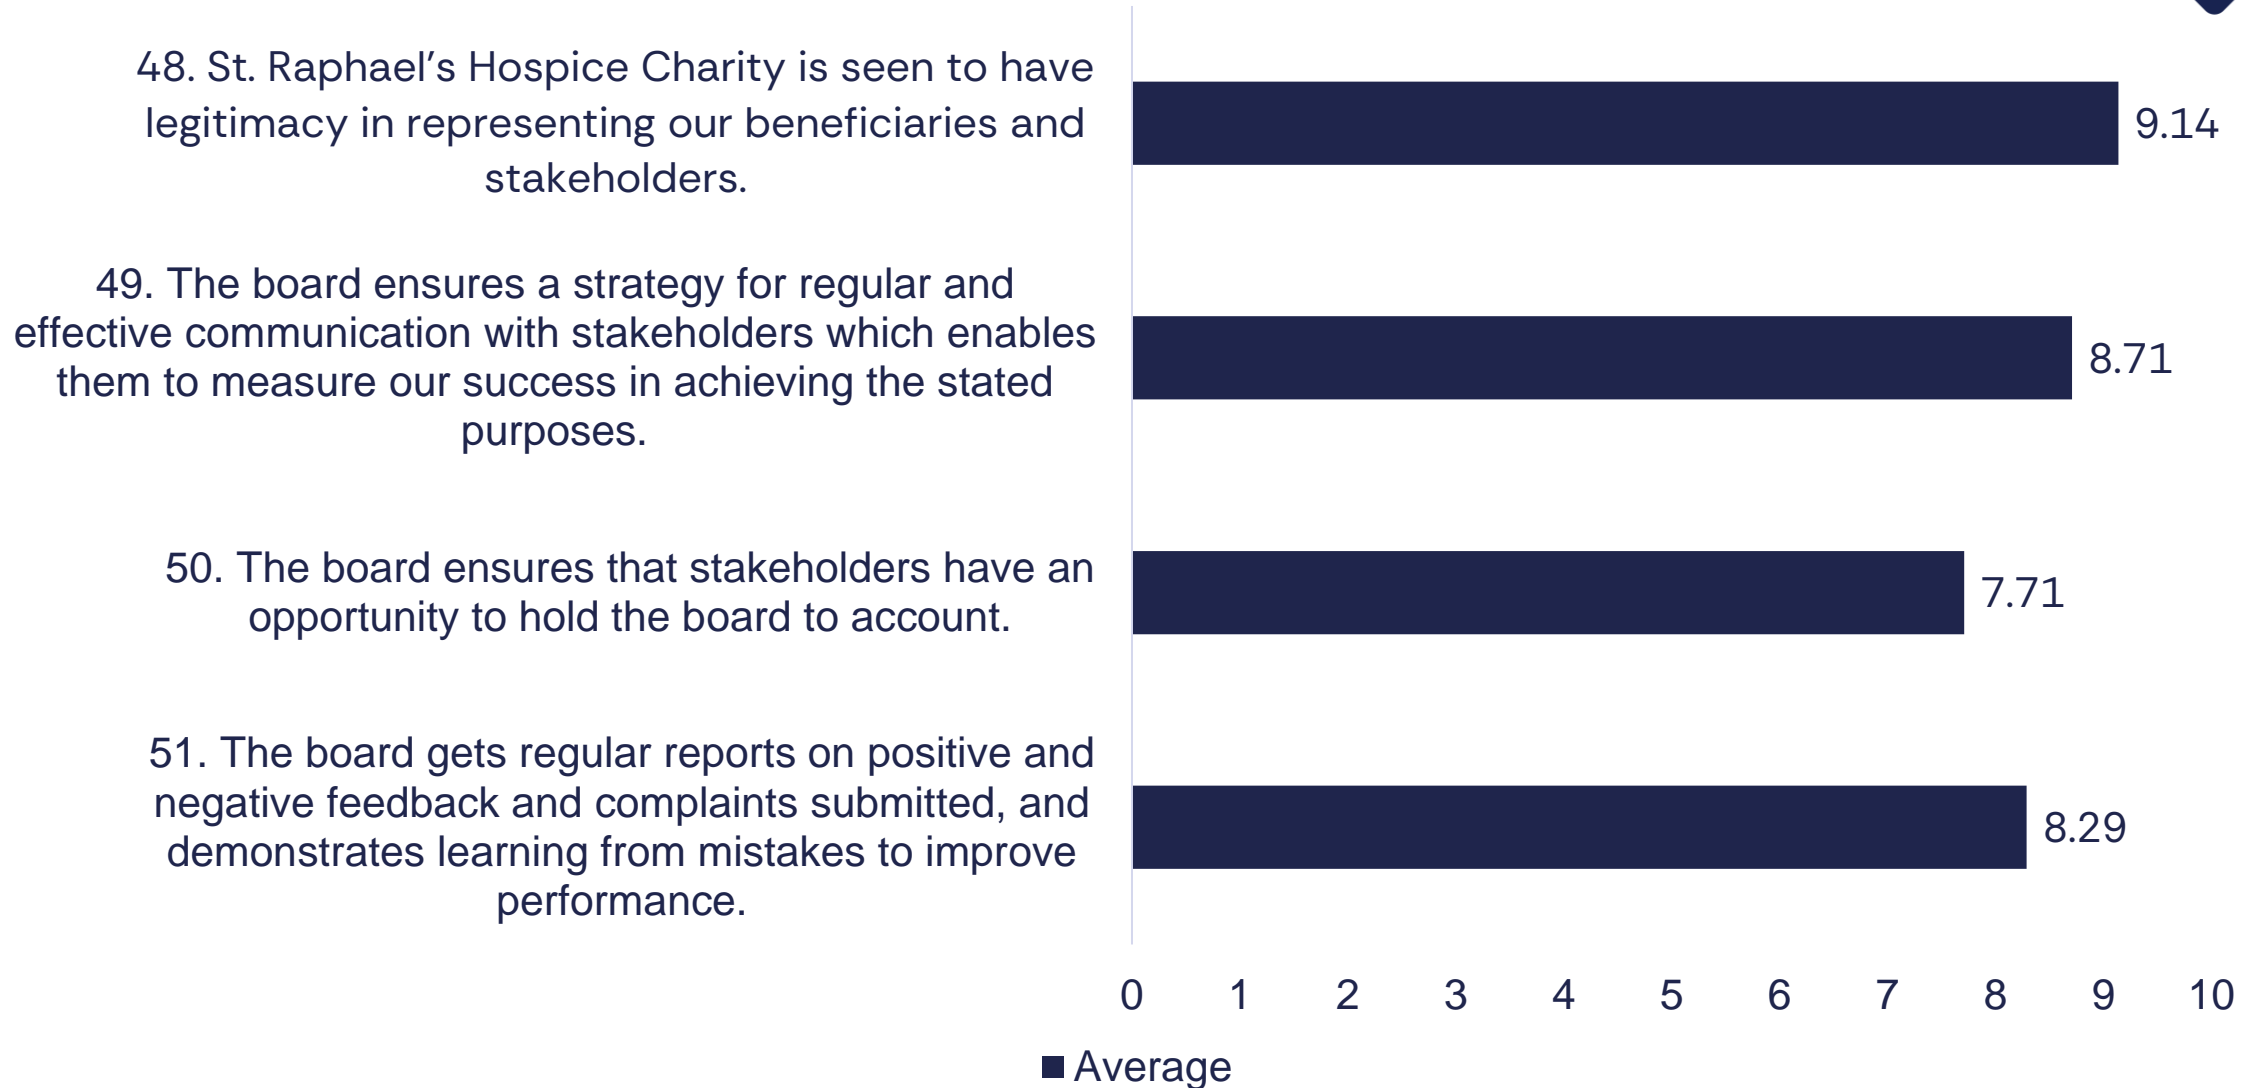 48. St. Raphael’s Hospice Charity is seen to have
legitimacy in representing our beneficiaries and
stakeholders.
9.14
49. The board ensures a strategy for regular and
effective communication with stakeholders which enables
them to measure our success in achieving the stated
purposes.
8.71
50. The board ensures that stakeholders have an
opportunity to hold the board to account.
7.71
51. The board gets regular reports on positive and
negative feedback and complaints submitted, and
demonstrates learning from mistakes to improve
performance.
8.29
0 1 2 3 4 5 6 7 8 9 10
Average